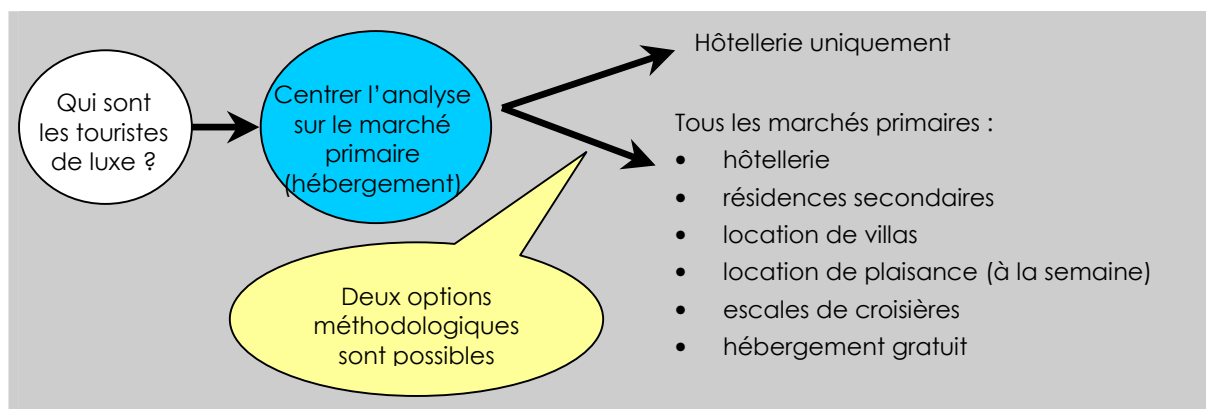 Qui sont
les touristes
de luxe ?
Centrer l'analyse
sur le marché
primaire
(hébergement)
Deux options
méthodologiques
sont possibles
Hôtellerie uniquement
Tous les marchés primaires :
• hôtellerie
• résidences secondaires
• location de villas
• location de plaisance (à la semaine)
• escales de croisières
• hébergement gratuit